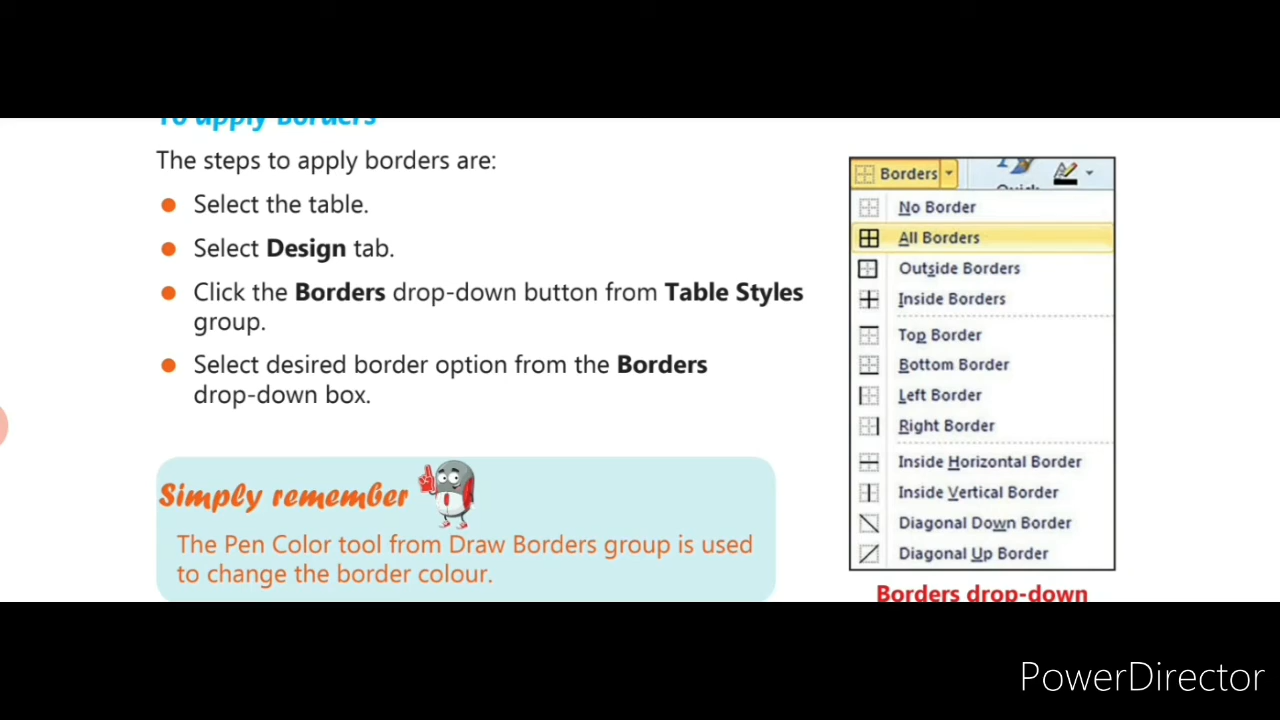 To apply Borders
The steps to apply borders are:
Select the table.
Select Design tab.
Click the Borders drop-down button from Table Styles
group.
Select desired border option from the Borders
drop-down box.
Simply remember
The Pen Color tool from Draw Borders group is used
to change the border colour.
Borders
No Border
All Borders
Outside Borders
Inside Borders
Top Border
Bottom Border
Left Border
Right Border
Inside Horizontal Border
Inside Vertical Border
Diagonal Down Border
Diagonal Up Border
Borders drop-down
PowerDirector